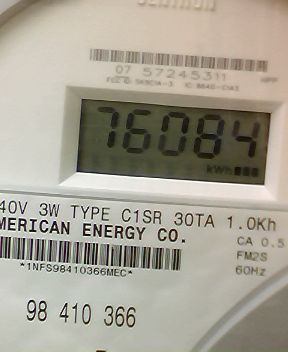 07 57245311
76084
kWh
40V 3W TYPE C1SR 30TA 1.0Kh
MERICAN ENERGY CO.
CA 0.5
FM2S
60Hz
*1NFS98410366MEC*
98 410 366